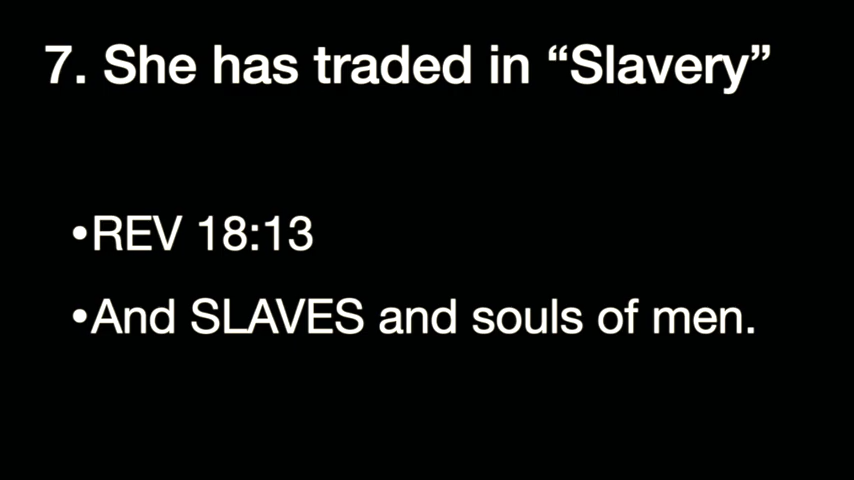 7. She has traded in “Slavery”
•REV 18:13
•And SLAVES and souls of men.